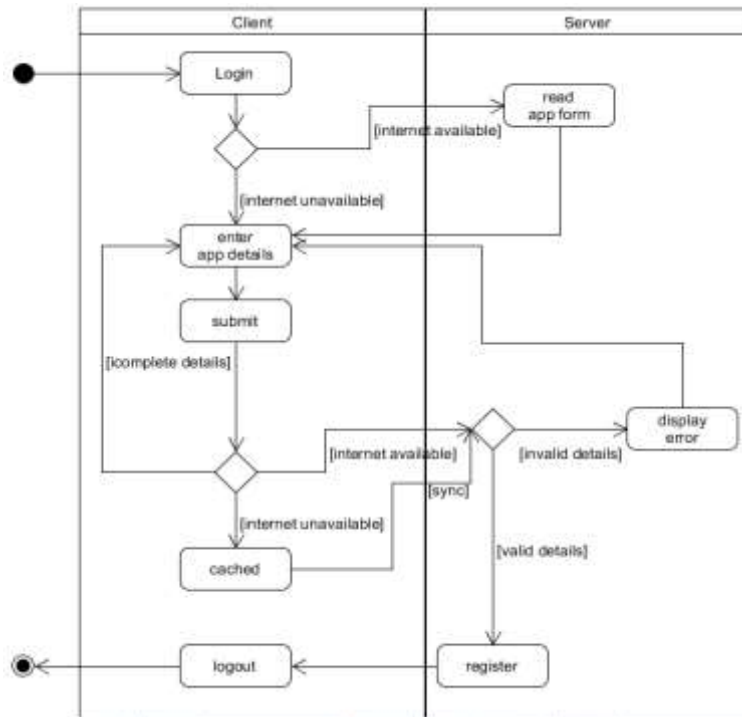 Client
Server
Login
read
app form
[internet available]
[internet unavailable]
enter
app details
submit
[icomplete details]
display
error
[internet available]
[invalid details]
[sync]
[internet unavailable]
[valid details]
cached
logout
register